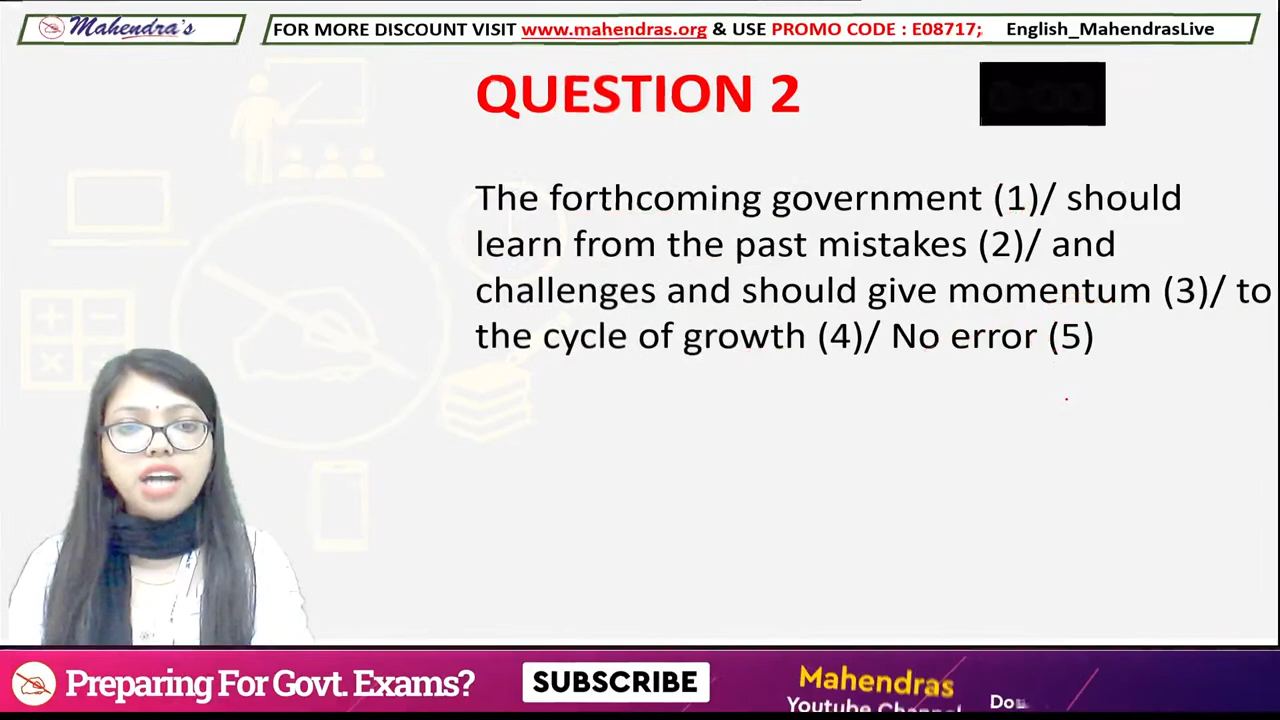 Mahendra's
FOR MORE DISCOUNT VISIT www.mahendras.org & USE PROMO CODE : E08717; English_MahendrasLive
QUESTION 2
The forthcoming government (1)/ should
learn from the past mistakes (2)/ and
challenges and should give momentum (3)/ to
the cycle of growth (4)/ No error (5)
Preparing For Govt. Exams?
SUBSCRIBE
Mahendras
Youtube Channel